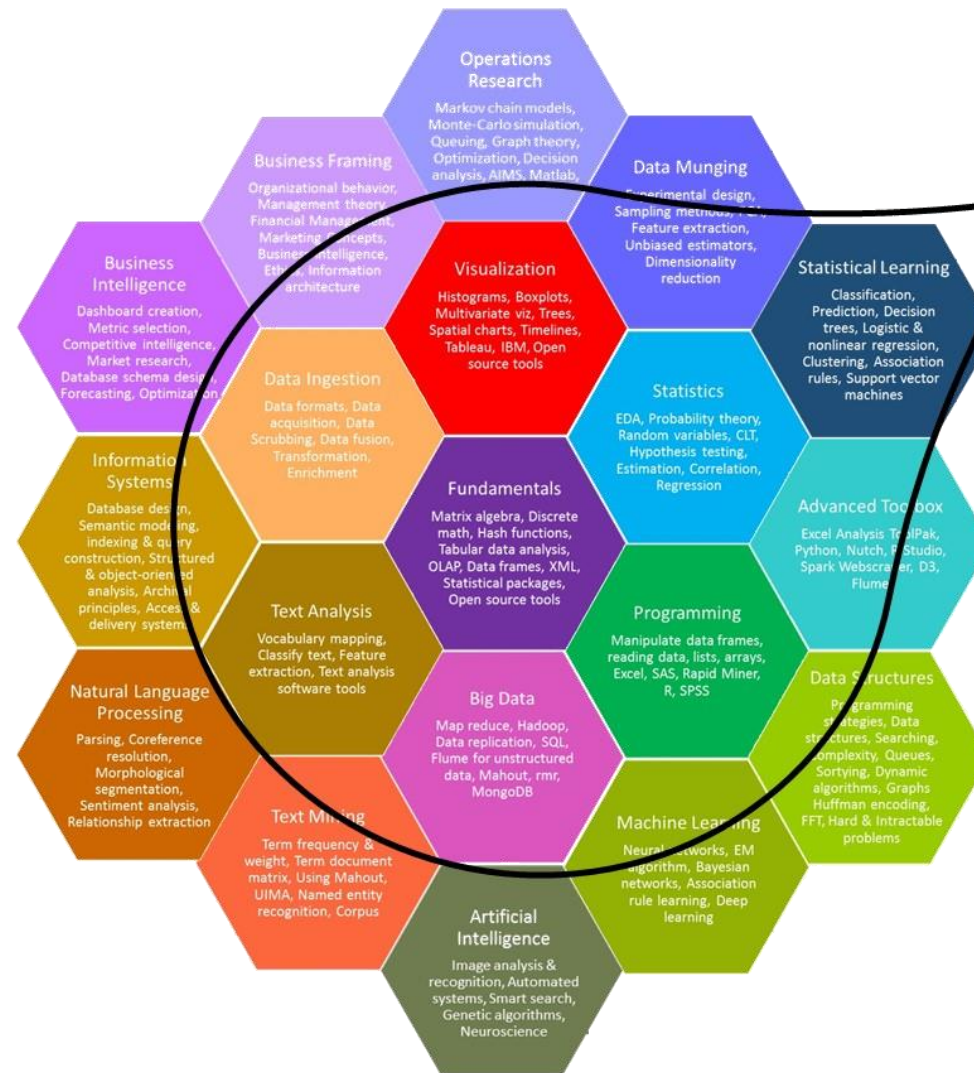 Operations
Research
Markov chain models,
Monte-Carlo simulation,
Queuing, Graph theory,
Optimization, Decision
analysis, AIMS, Matlab,
Business Framing
Organizational behavior,
Management theory,
Financial Management,
Marketing Concepts,
Business Intelligence,
Ethics, Information
architecture
Data Munging
Experimental design,
Sampling methods, PCA,
Feature extraction,
Unbiased estimators,
Dimensionality
reduction
Business
Intelligence
Dashboard creation,
Metric selection,
Competitive intelligence,
Market research,
Database schema design,
Forecasting, Optimization
Visualization
Histograms, Boxplots,
Multivariate viz, Trees,
Spatial charts, Timelines,
Tableau, IBM, Open
source tools
Statistical Learning
Classification,
Prediction, Decision
trees, Logistic &
nonlinear regression,
Clustering, Association
rules, Support vector
machines
Data Ingestion
Data formats, Data
acquisition, Data
Scrubbing, Data fusion,
Transformation,
Enrichment
Statistics
EDA, Probability theory,
Random variables, CLT,
Hypothesis testing,
Estimation, Correlation,
Regression
Information
Systems
Database design,
Semantic modeling,
indexing & query
construction, Structured
& object-oriented
analysis, Archival
principles, Access &
delivery systems
Fundamentals
Matrix algebra, Discrete
math, Hash functions,
Tabular data analysis,
OLAP, Data frames, XML,
Statistical packages,
Open source tools
Advanced Toolbox
Excel Analysis ToolPak,
Python, Nutch, R Studio,
Spark Webscraper, D3,
Flume
Text Analysis
Vocabulary mapping,
Classify text, Feature
extraction, Text analysis
software tools
Programming
Manipulate data frames,
reading data, lists, arrays,
Excel, SAS, Rapid Miner,
R, SPSS
Natural Language
Processing
Parsing, Coreference
resolution,
Morphological
segmentation,
Sentiment analysis,
Relationship extraction
Big Data
Map reduce, Hadoop,
Data replication, SQL,
Flume for unstructured
data, Mahout, rmr,
MongoDB
Data Structures
Programming
strategies, Data
structures, Searching,
complexity, Queues,
Sortying, Dynamic
algorithms, Graphs
Huffman encoding,
FFT, Hard & Intractable
problems
Text Mining
Term frequency &
weight, Term document
matrix, Using Mahout,
UIMA, Named entity
recognition, Corpus
Machine Learning
Neural networks, EM
algorithm, Bayesian
networks, Association
rule learning, Deep
learning
Artificial
Intelligence
Image analysis &
recognition, Automated
systems, Smart search,
Genetic algorithms,
Neuroscience